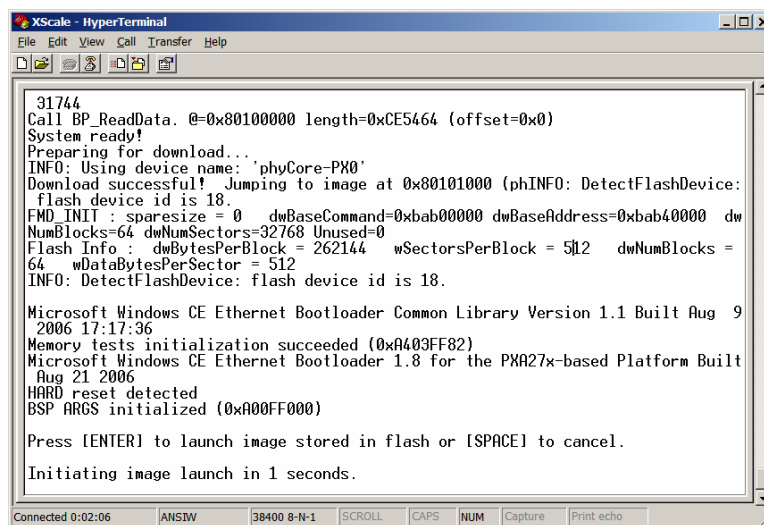 XScale - HyperTerminal
File Edit View Call Transfer Help
31744
Call BP_ReadData. @=0x80100000 length=0xCE5464 (offset=0x0)
System ready!
Preparing for download...
INFO: Using device name: 'phyCore-PX0'
Download successful!  Jumping to image at 0x80101000 (phINFO: DetectFlashDevice:
 flash device id is 18.
FMD_INIT : sparesize = 0   dwBaseCommand=0xbab00000 dwBaseAddress=0xbab40000  dw
NumBlocks=64 dwNumSectors=32768 Unused=0
Flash Info :  dwBytesPerBlock = 262144   wSectorsPerBlock = 512   dwNumBlocks =
64   wDataBytesPerSector = 512
INFO: DetectFlashDevice: flash device id is 18.
Microsoft Windows CE Ethernet Bootloader Common Library Version 1.1 Built Aug  9
 2006 17:17:36
Memory tests initialization succeeded (0xA403FF82)
Microsoft Windows CE Ethernet Bootloader 1.8 for the PXA27x-based Platform Built
 Aug 21 2006
HARD reset detected
BSP ARGS initialized (0xA00FF000)
Press [ENTER] to launch image stored in flash or [SPACE] to cancel.
Initiating image launch in 1 seconds.
Connected 0:02:06 ANSIW 38400 8-N-1 SCROLL CAPS NUM Capture Print echo